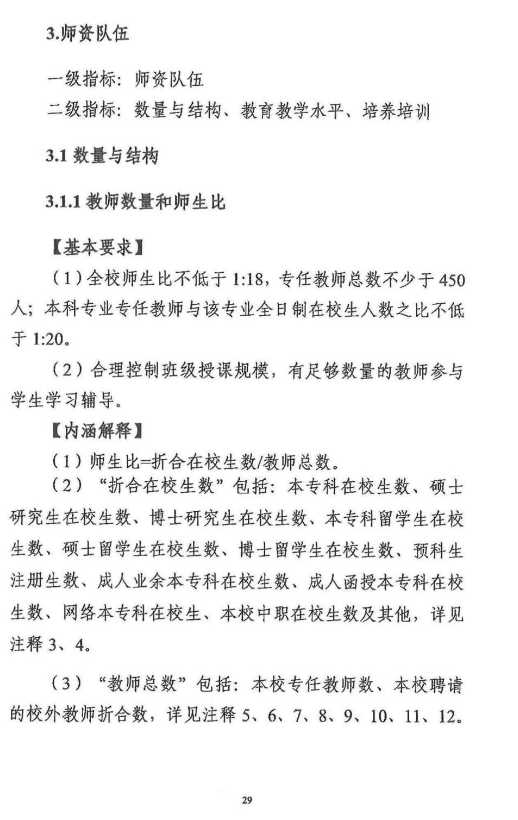 3.师资队伍
一级指标：师资队伍
二级指标：数量与结构、教育教学水平、培养培训
3.1 数量与结构
3.1.1 教师数量和师生比
【基本要求】
（1）全校师生比不低于 1:18，专任教师总数不少于 450
人；本科专业专任教师与该专业全日制在校生人数之比不低
于 1:20。
（2）合理控制班级授课规模，有足够数量的教师参与
学生学习辅导。
【内涵解释】
（1）师生比=折合在校生数/教师总数。
（2）“折合在校生数”包括：本专科在校生数、硕士
研究生在校生数、博士研究生在校生数、本专科留学生在校
生数、硕士留学生在校生数、博士留学生在校生数、预科生
注册生数、成人业余本专科在校生数、成人函授本专科在校
生数、网络本专科在校生、本校中职在校生数及其他，详见
注释 3、4。
（3）“教师总数”包括：本校专任教师数、本校聘请
的校外教师折合数，详见注释 5、6、7、8、9、10、11、12。
29